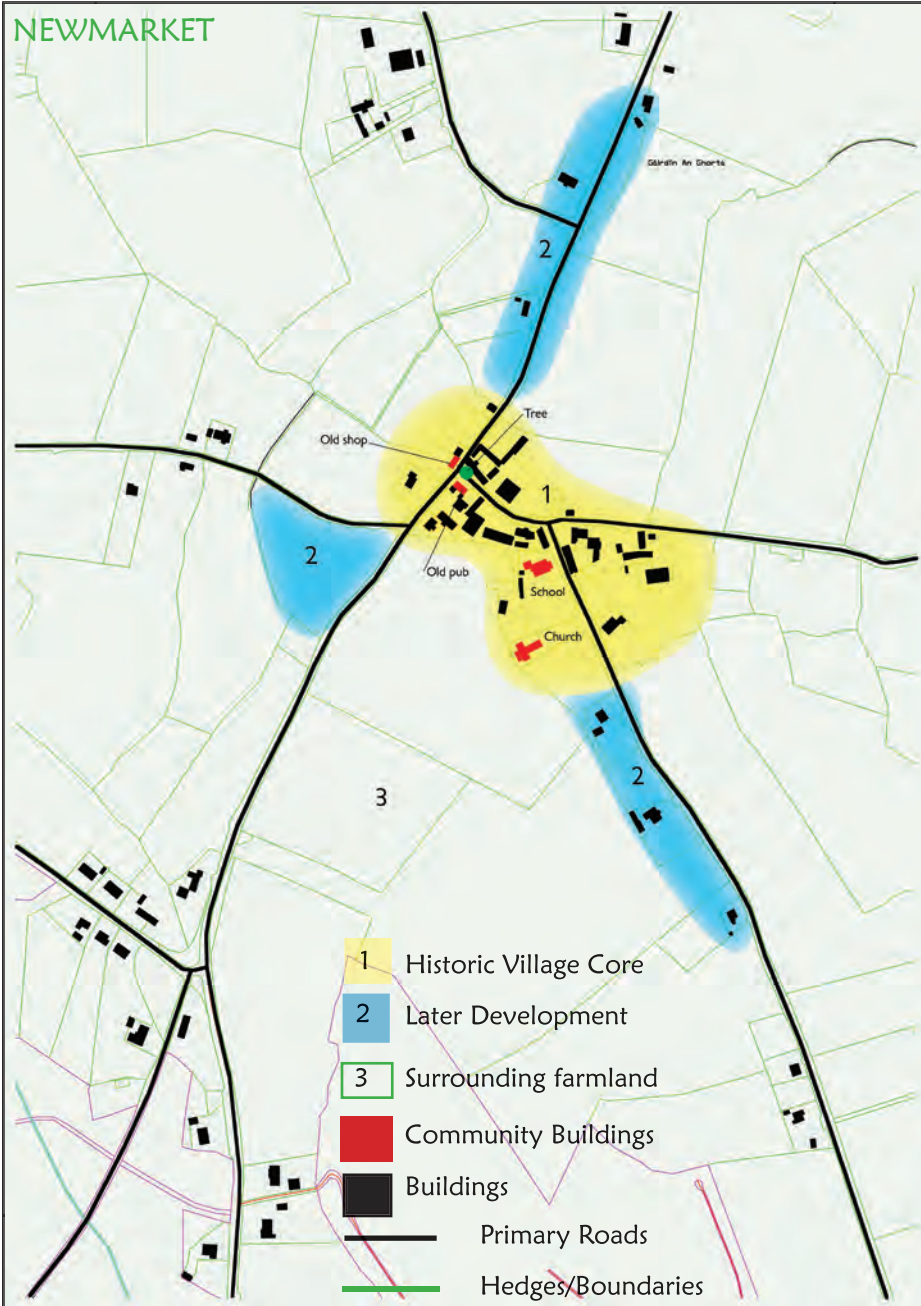 NEWMARKET
Gáirdín An Ghorta
2
Tree
Old shop
1
2
Old pub
School
Church
2
3
1 Historic Village Core
2 Later Development
3 Surrounding farmland
Community Buildings
Buildings
Primary Roads
Hedges/Boundaries